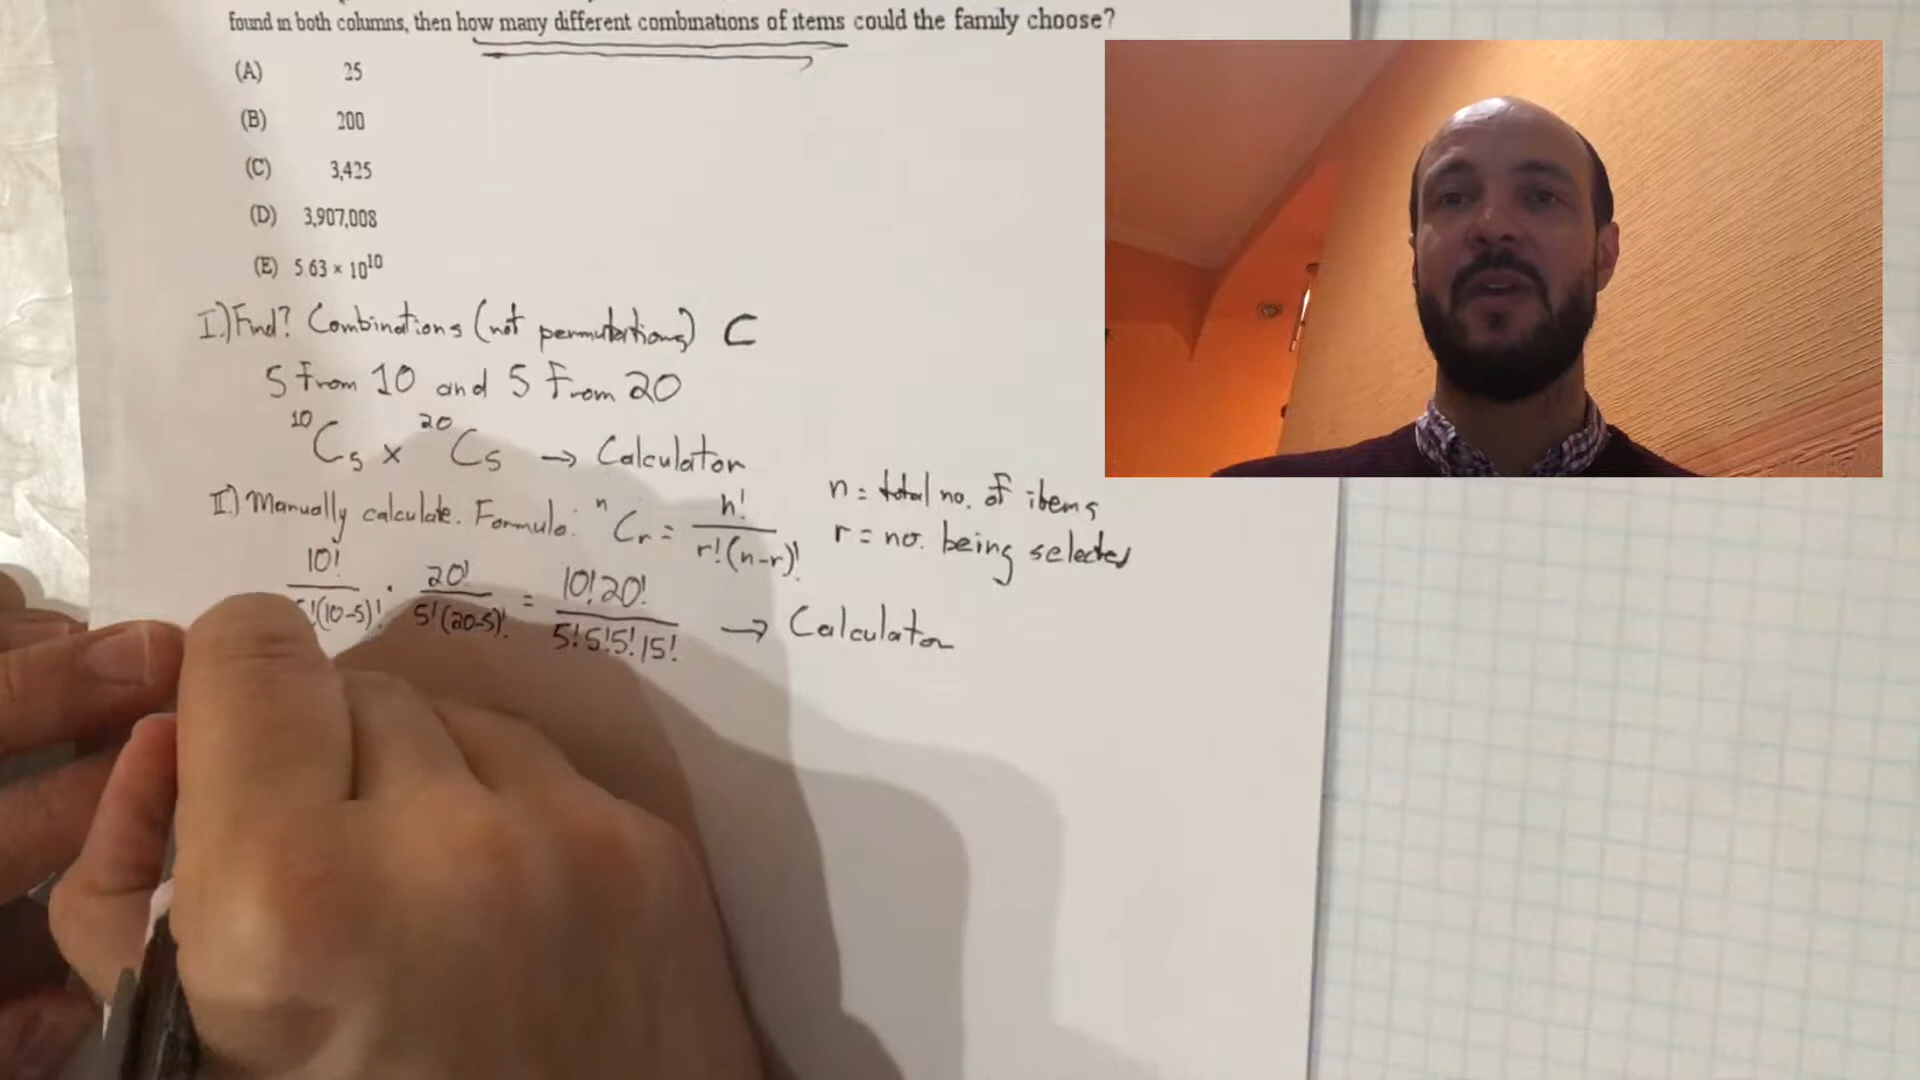 found in both columns, then how many different combinations of items could the family choose?
(A) 25
(B) 200
(C) 3,425
(D) 3,907,008
(E) 5.63 × 10¹⁰
I.) Find? Combinations (not permutations) C
5 from 10 and 5 from 20
¹⁰C₅ × ²⁰C₅ → Calculator
II) Manually calculate. Formula: ⁿCᵣ = n! / r!(n-r)!
n = total no. of items
r = no. being selected
10! / 5!(10-5)! · 20! / 5!(20-5)! = 10!20! / 5!5!5!15! → Calculator